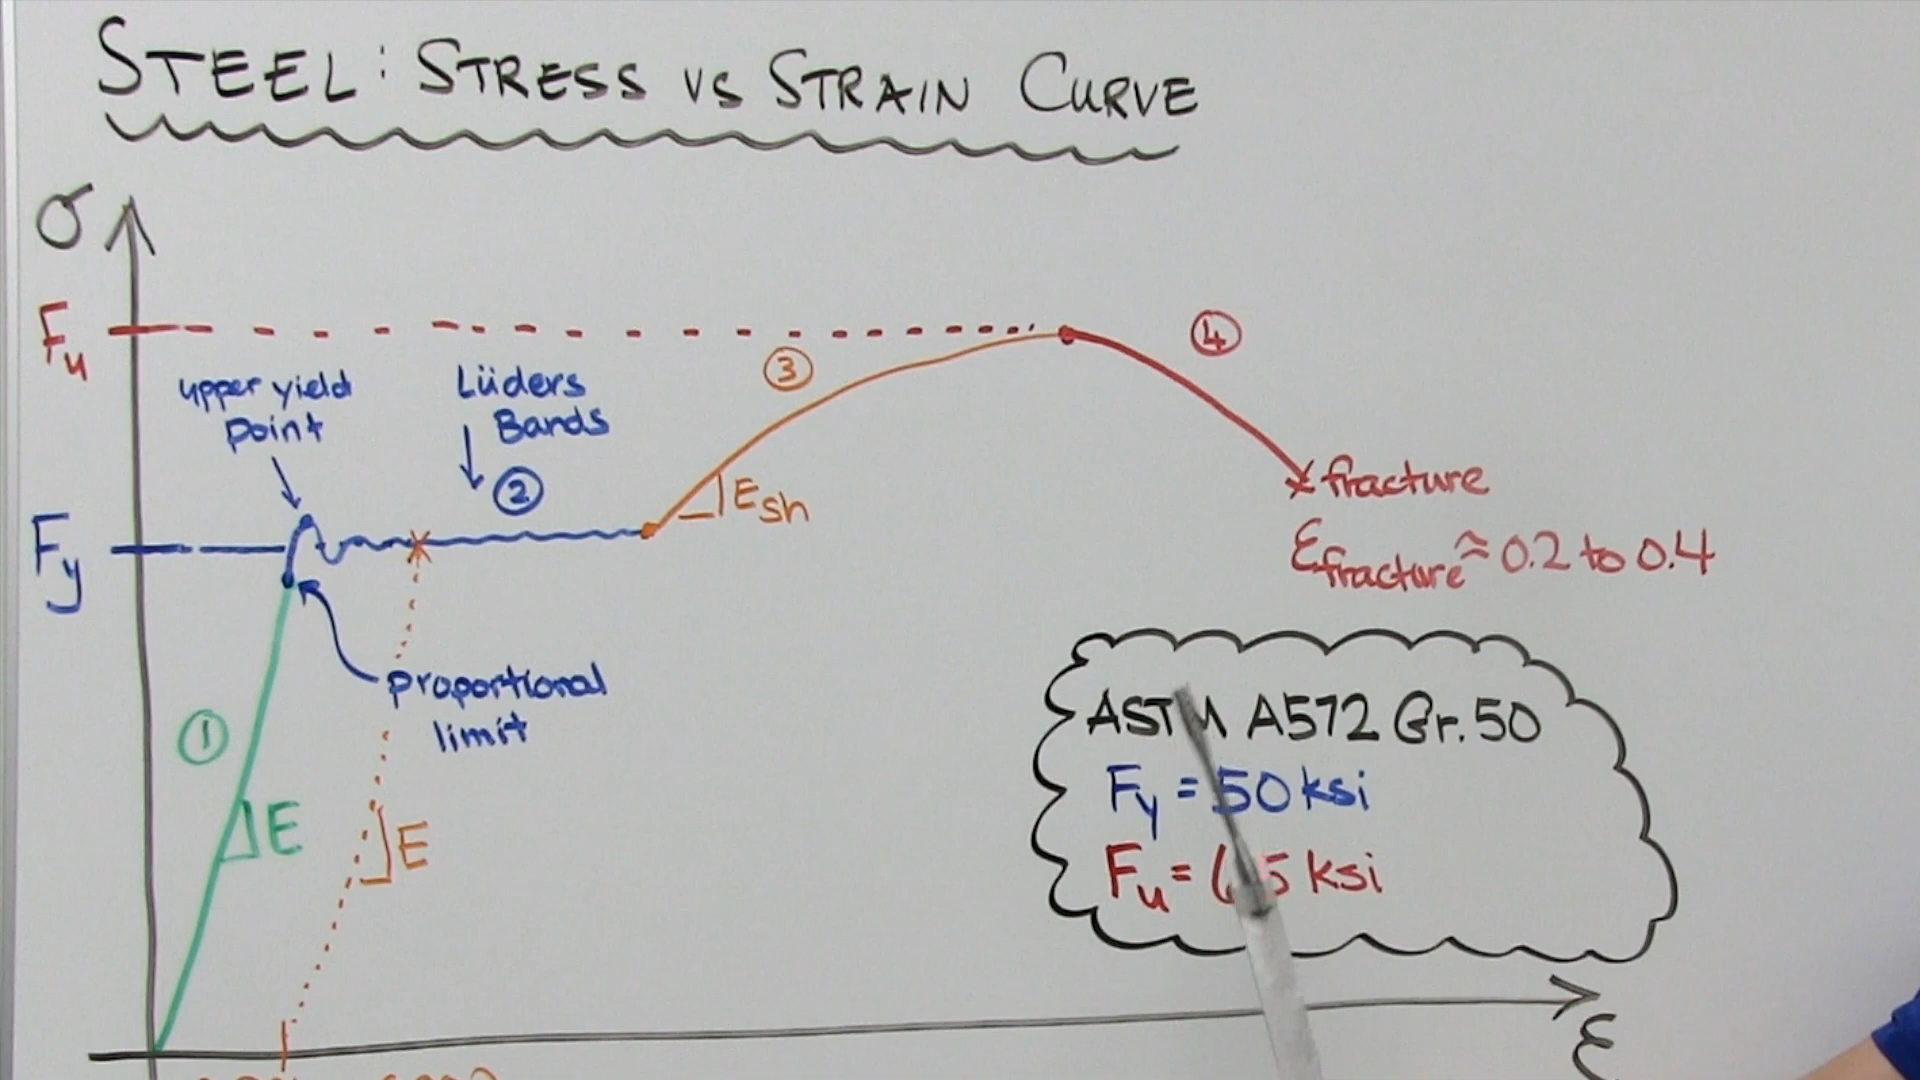 STEEL: STRESS VS STRAIN CURVE
σ
Fu
upper yield
point
Lüders
Bands
②
③
④
Esh
fracture
εfracture ≈ 0.2 to 0.4
Fy
proportional
limit
①
E
E
ASTM A572 Gr. 50
Fy = 50 ksi
Fu = 65 ksi
ε